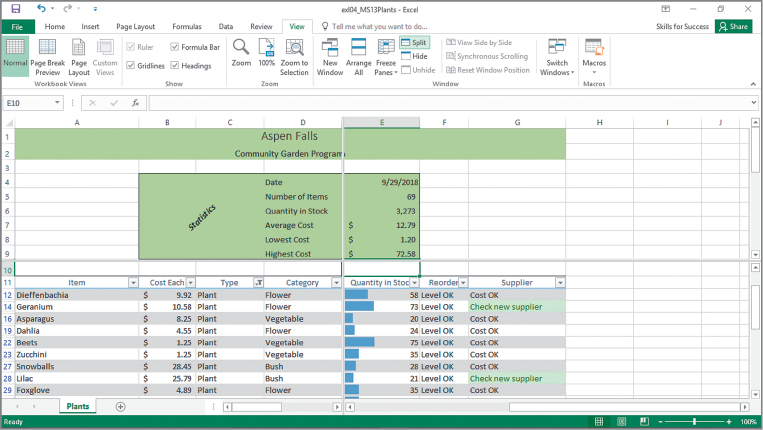 exl04_MS13Plants - Excel
File Home Insert Page Layout Formulas Data Review View Tell me what you want to do... Skills for Success Share
Normal Page Break Preview Page Layout Custom Views
Workbook Views
Ruler Formula Bar
Gridlines Headings
Show
Zoom 100% Zoom to Selection
Zoom
New Window Arrange All Freeze Panes
Split
Hide
Unhide
View Side by Side
Synchronous Scrolling
Reset Window Position
Window
Switch Windows
Macros
Macros
E10 fx
A B C D E F G H I J
1 Aspen Falls
2 Community Garden Program
3
Statistics
4 Date 9/29/2018
5 Number of Items 69
6 Quantity in Stock 3,273
7 Average Cost $ 12.79
8 Lowest Cost $ 1.20
9 Highest Cost $ 72.58
10
11 Item Cost Each Type Category Quantity in Stoc Reorder Supplier
12 Dieffenbachia $ 9.92 Plant Flower 58 Level OK Cost OK
14 Geranium $ 10.58 Plant Flower 73 Level OK Check new supplier
16 Asparagus $ 8.25 Plant Vegetable 20 Level OK Cost OK
19 Dahlia $ 4.55 Plant Flower 24 Level OK Cost OK
22 Beets $ 1.25 Plant Vegetable 75 Level OK Cost OK
23 Zucchini $ 1.25 Plant Vegetable 35 Level OK Cost OK
27 Snowballs $ 28.45 Plant Bush 28 Level OK Cost OK
28 Lilac $ 25.79 Plant Bush 21 Level OK Check new supplier
29 Foxglove $ 4.89 Plant Flower 35 Level OK Cost OK
Plants
Ready 100%